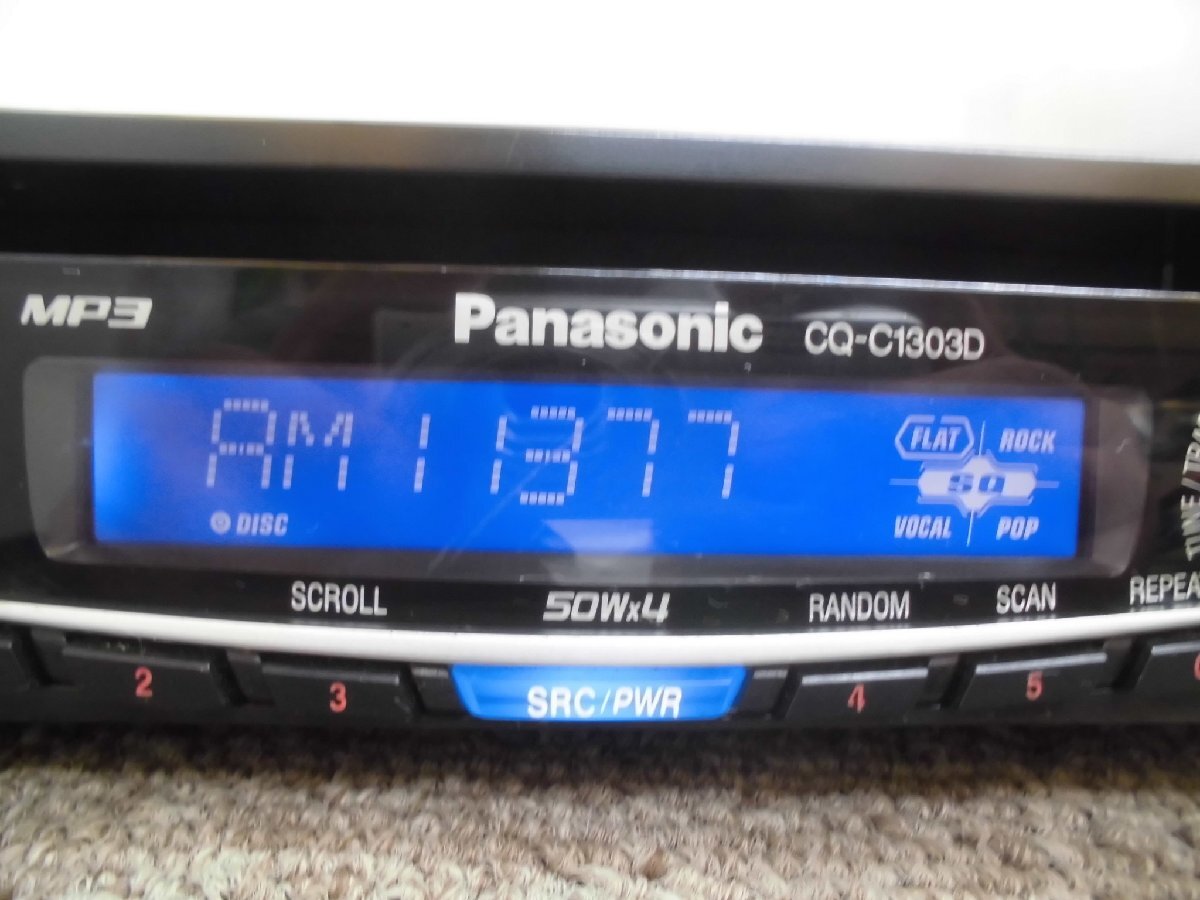 MP3
Panasonic CQ-C1303D
AM1 1377
FLAT ROCK
SQ
DISC
VOCAL POP
SCROLL 50Wx4 RANDOM SCAN
2 3 SRC/PWR 4 5